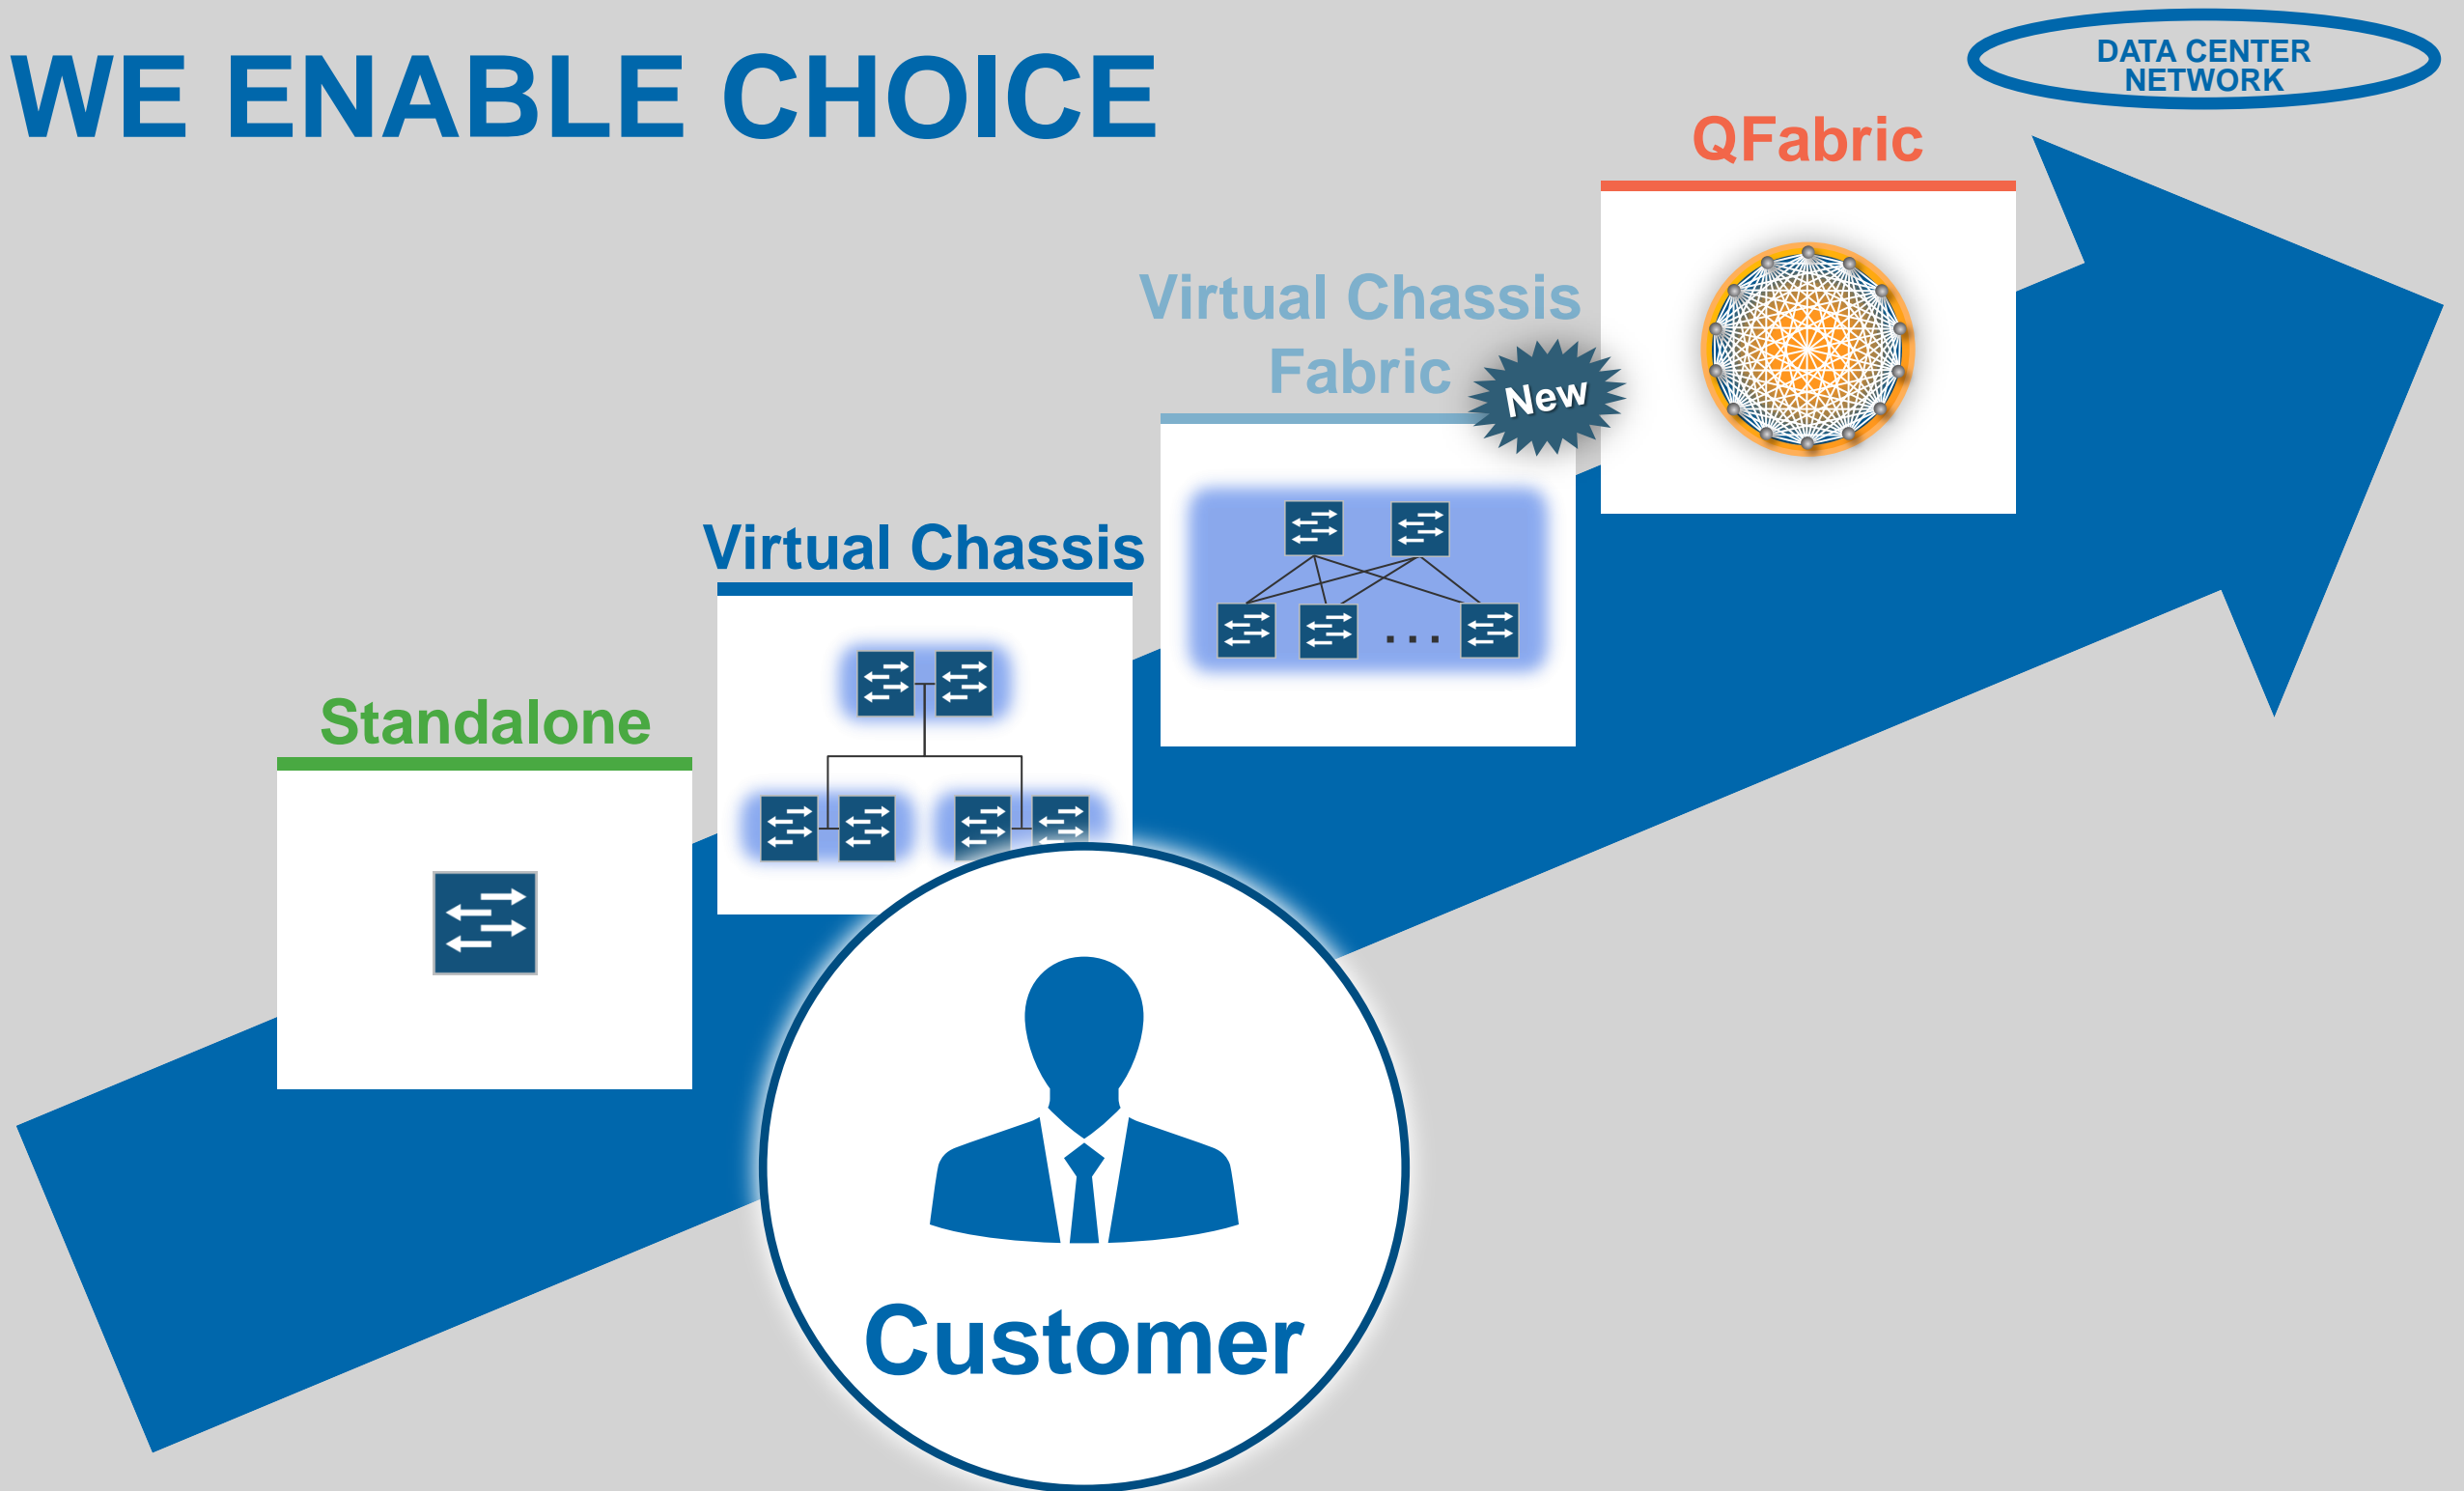 WE ENABLE CHOICE
DATA CENTER
NETWORK
QFabric
Virtual Chassis
Fabric
New
Virtual Chassis
Standalone
...
Customer